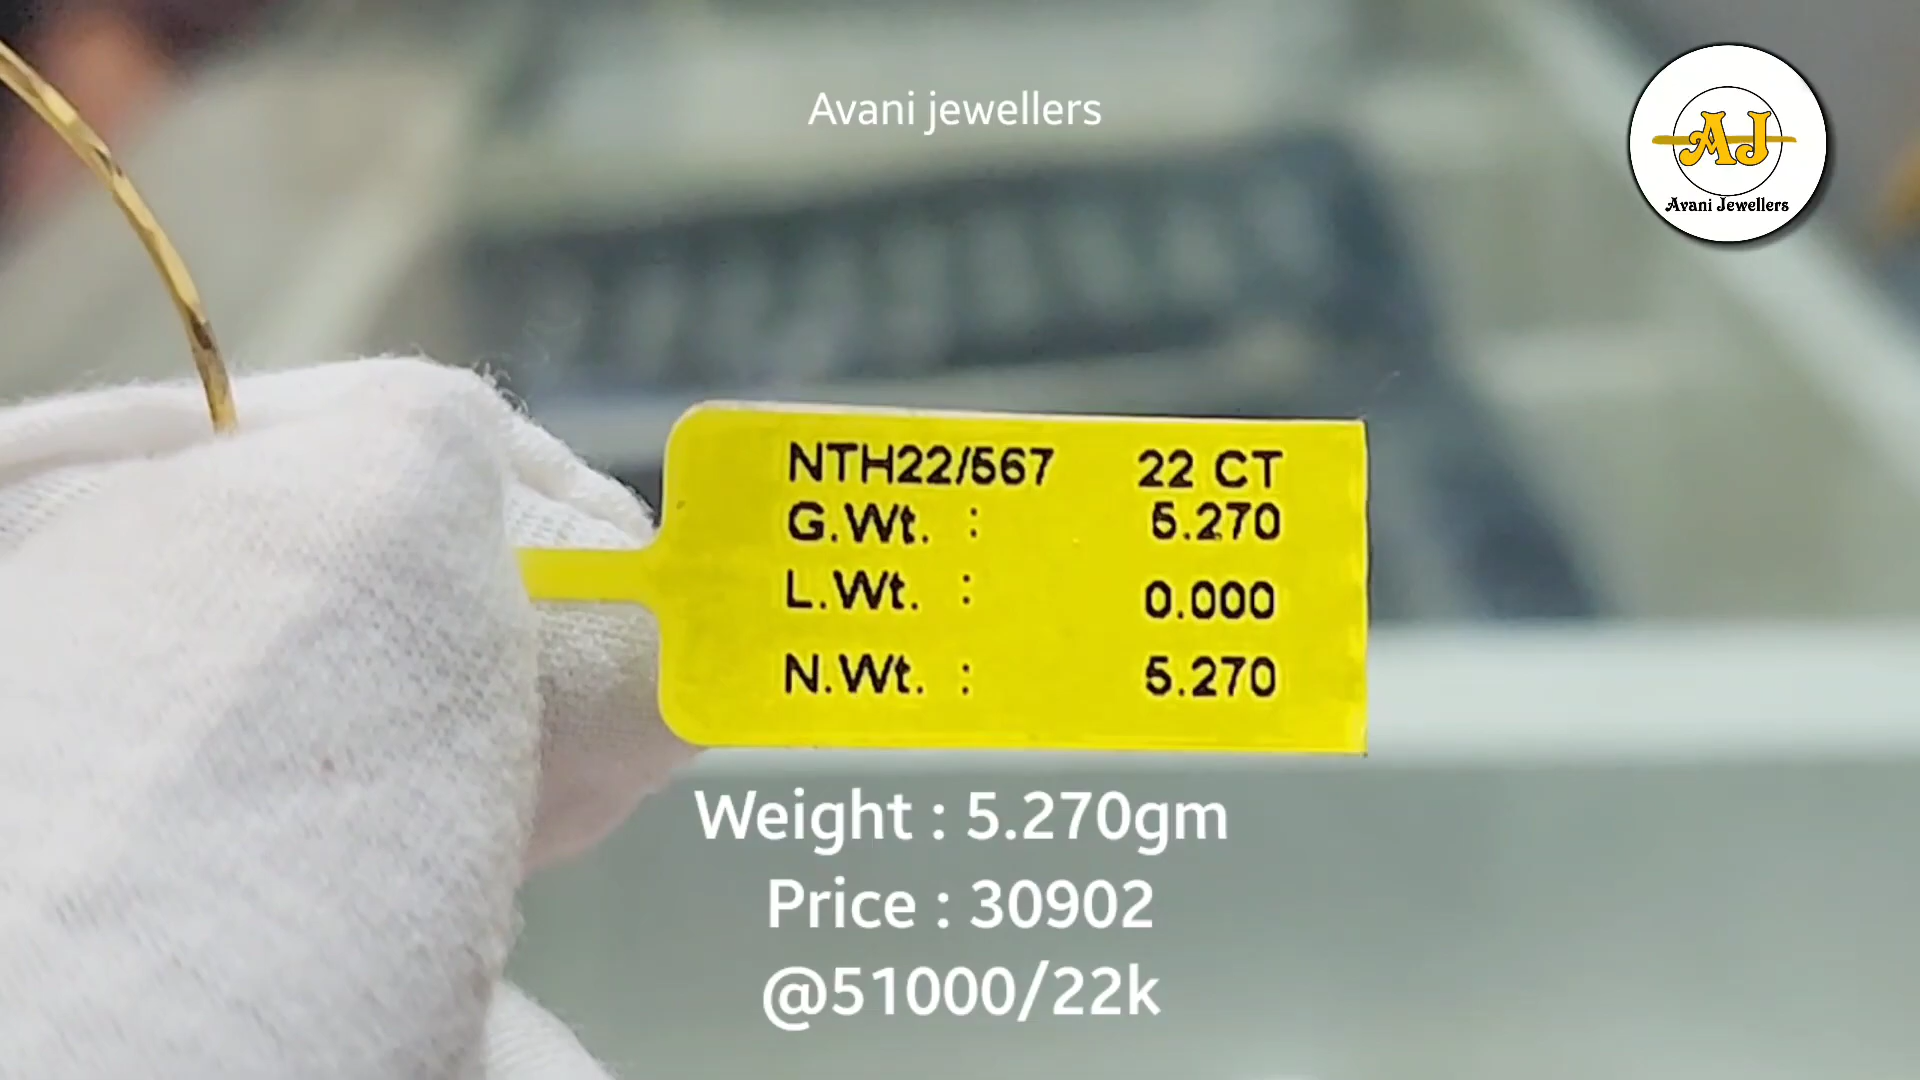 Avani jewellers
AJ
Avani Jewellers
NTH22/567 22 CT
G.Wt. : 5.270
L.Wt. : 0.000
N.Wt. : 5.270
Weight : 5.270gm
Price : 30902
@51000/22k